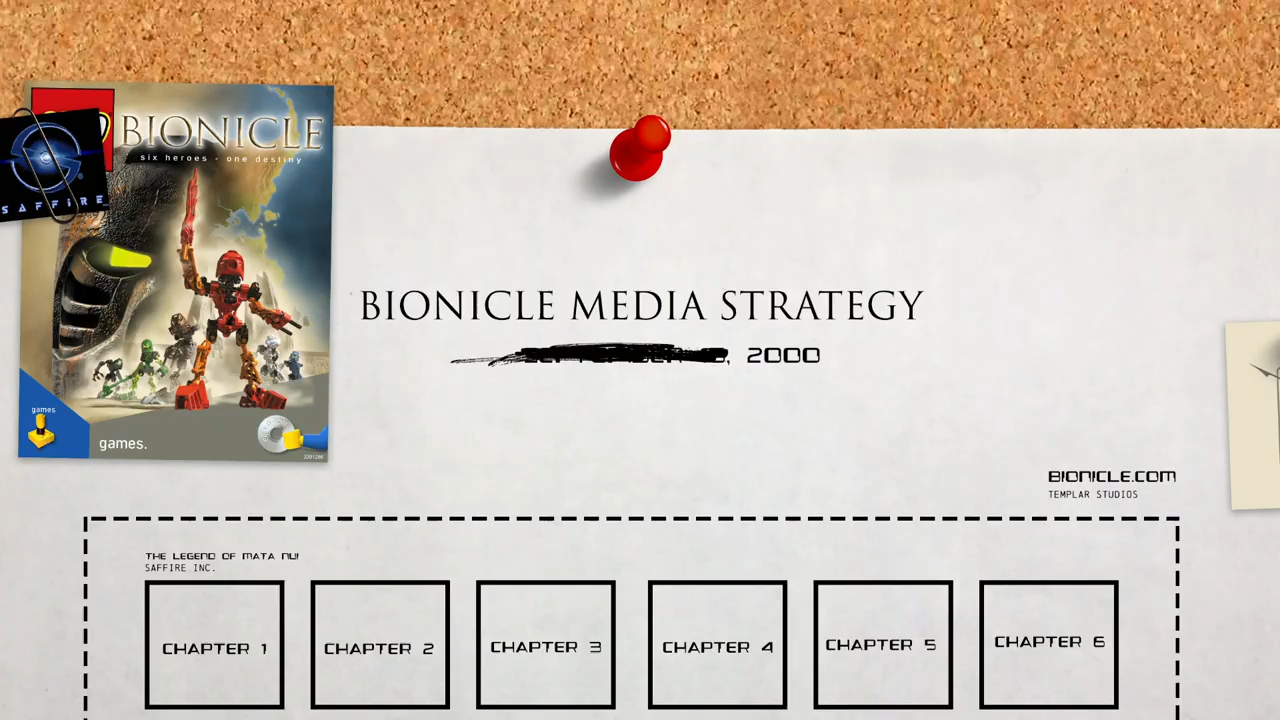 BIONICLE
six heroes - one destiny
SAFFIRE
games
games.
2201286
BIONICLE MEDIA STRATEGY
, 2000
BIONICLE.COM
TEMPLAR STUDIOS
THE LEGEND OF MATA NUI
SAFFIRE INC.
CHAPTER 1
CHAPTER 2
CHAPTER 3
CHAPTER 4
CHAPTER 5
CHAPTER 6